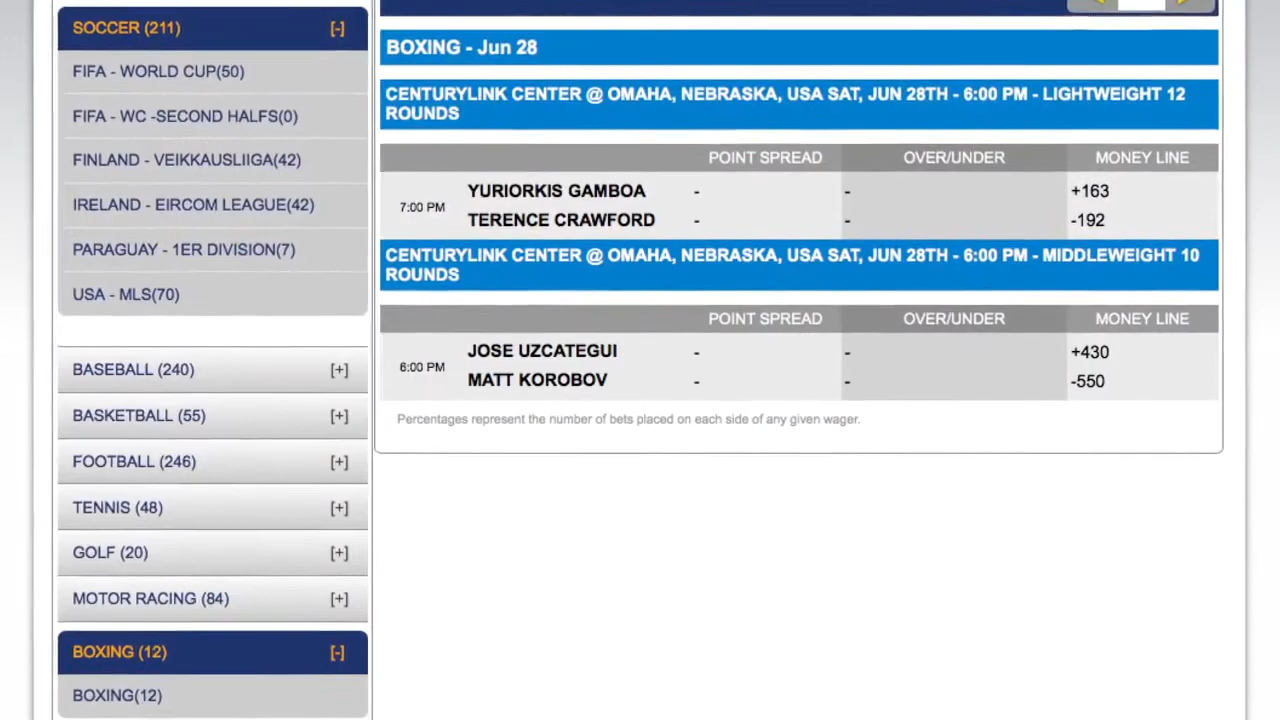 SOCCER (211) [-]
FIFA - WORLD CUP(50)
FIFA - WC -SECOND HALFS(0)
FINLAND - VEIKKAUSLIIGA(42)
IRELAND - EIRCOM LEAGUE(42)
PARAGUAY - 1ER DIVISION(7)
USA - MLS(70)
BASEBALL (240) [+]
BASKETBALL (55) [+]
FOOTBALL (246) [+]
TENNIS (48) [+]
GOLF (20) [+]
MOTOR RACING (84) [+]
BOXING (12) [-]
BOXING(12)
BOXING - Jun 28
CENTURYLINK CENTER @ OMAHA, NEBRASKA, USA SAT, JUN 28TH - 6:00 PM - LIGHTWEIGHT 12
ROUNDS
POINT SPREAD OVER/UNDER MONEY LINE
7:00 PM
YURIORKIS GAMBOA - - +163
TERENCE CRAWFORD - - -192
CENTURYLINK CENTER @ OMAHA, NEBRASKA, USA SAT, JUN 28TH - 6:00 PM - MIDDLEWEIGHT 10
ROUNDS
POINT SPREAD OVER/UNDER MONEY LINE
6:00 PM
JOSE UZCATEGUI - - +430
MATT KOROBOV - - -550
Percentages represent the number of bets placed on each side of any given wager.